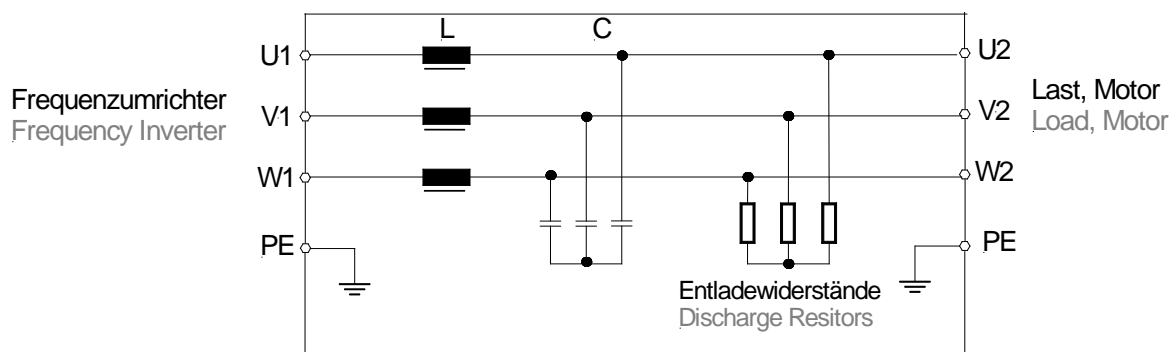 L
C
U1
U2
Frequenzumrichter
Frequency Inverter
V1
V2
Last, Motor
Load, Motor
W1
W2
PE
PE
Entladewiderstände
Discharge Resitors